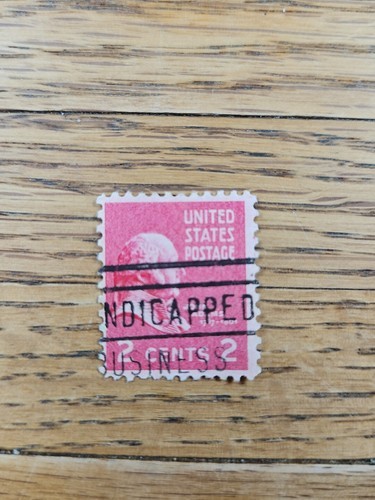 UNITED
STATES
POSTAGE
NDICAPPED
2 CENTS 2
BUSINESS